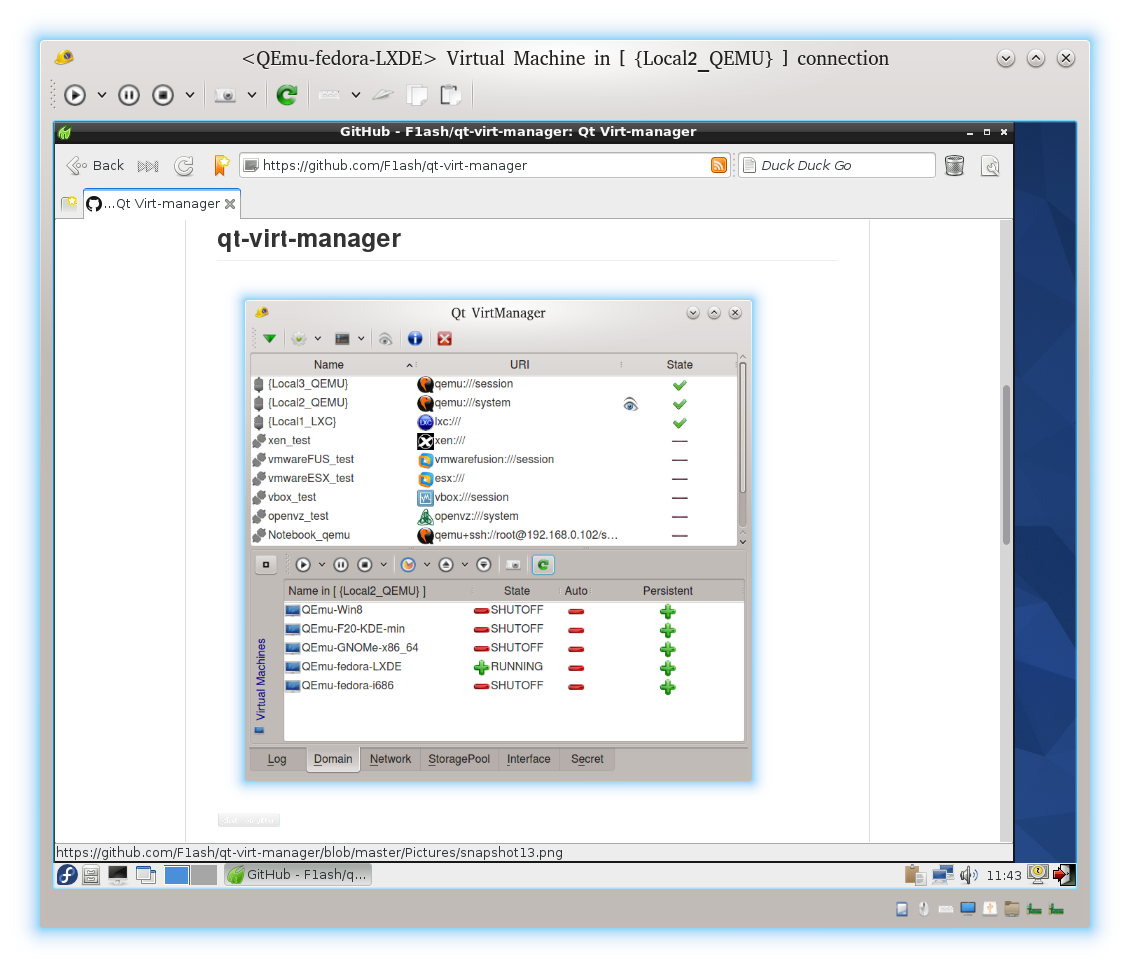 <QEmu-fedora-LXDE> Virtual Machine in [ {Local2_QEMU} ] connection
GitHub - F1ash/qt-virt-manager: Qt Virt-manager
Back https://github.com/F1ash/qt-virt-manager Duck Duck Go
...Qt Virt-manager
qt-virt-manager
Qt VirtManager
Name URI State
{Local3_QEMU} qemu:///session
{Local2_QEMU} qemu:///system
{Local1_LXC} LXC lxc:///
xen_test xen:///
vmwareFUS_test vmwarefusion:///session
vmwareESX_test esx:///
vbox_test vbox:///session
openvz_test openvz:///system
Notebook_qemu qemu+ssh://root@192.168.0.102/s...
Name in [ {Local2_QEMU} ] State Auto Persistent
QEmu-Win8 SHUTOFF
QEmu-F20-KDE-min SHUTOFF
QEmu-GNOMe-x86_64 SHUTOFF
QEmu-fedora-LXDE RUNNING
QEmu-fedora-i686 SHUTOFF
Virtual Machines
Log Domain Network StoragePool Interface Secret
https://github.com/F1ash/qt-virt-manager/blob/master/Pictures/snapshot13.png
GitHub - F1ash/q... 11:43